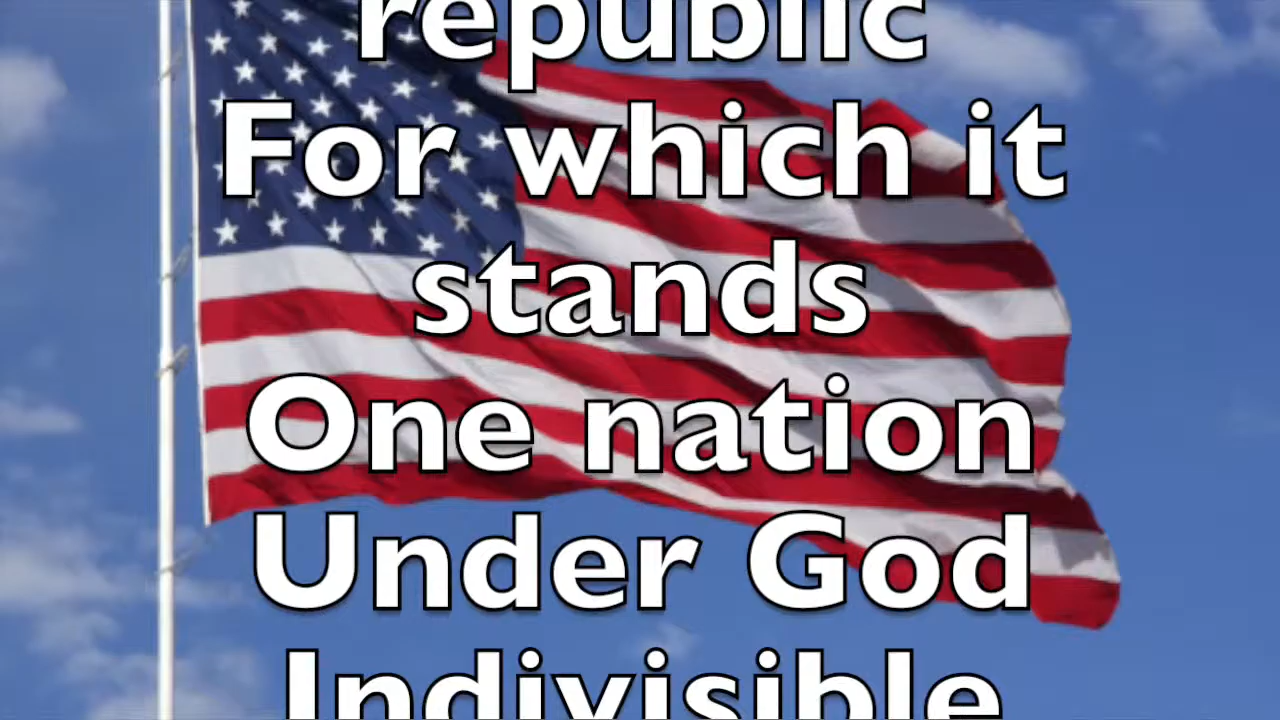 republic
For which it
stands
One nation
Under God
Indivisible